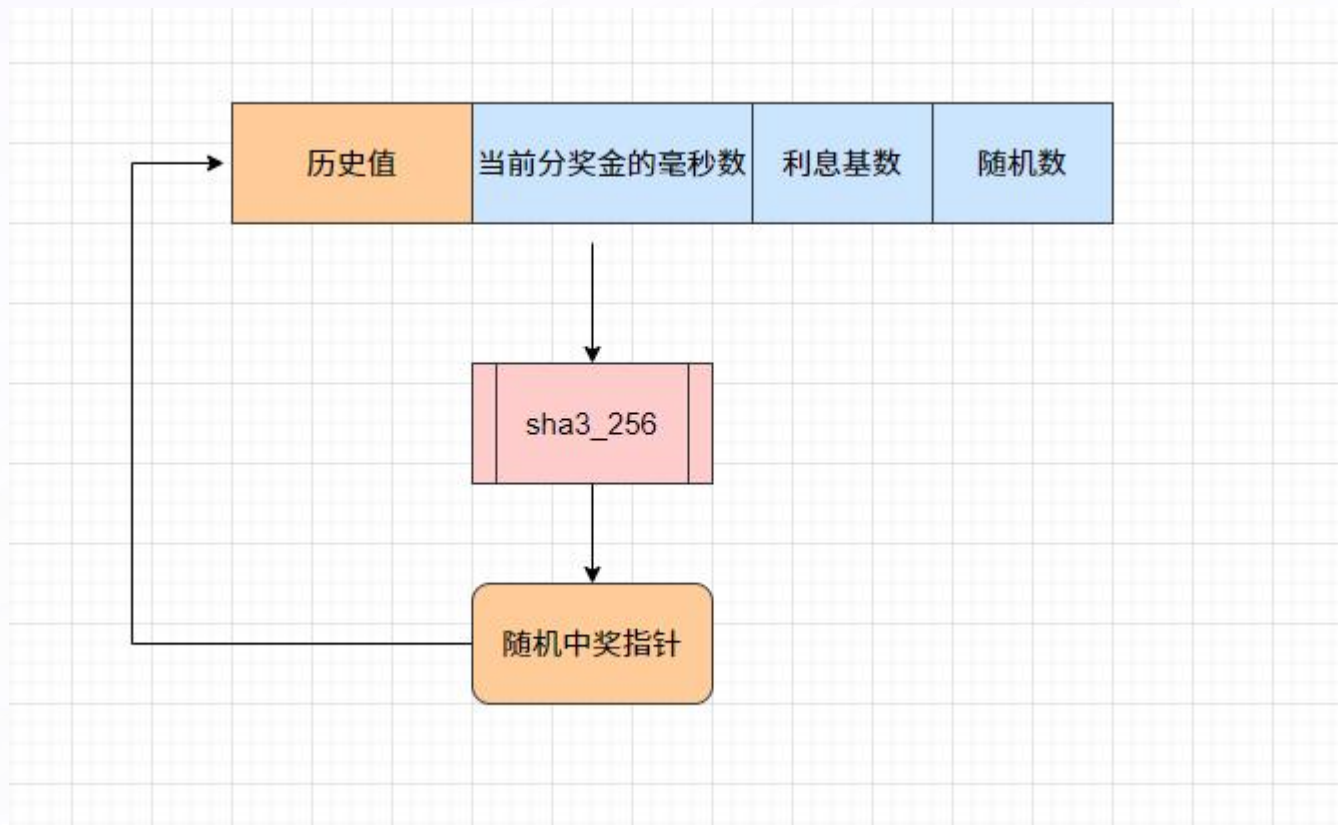 历史值
当前分奖金的毫秒数
利息基数
随机数
sha3_256
随机中奖指针